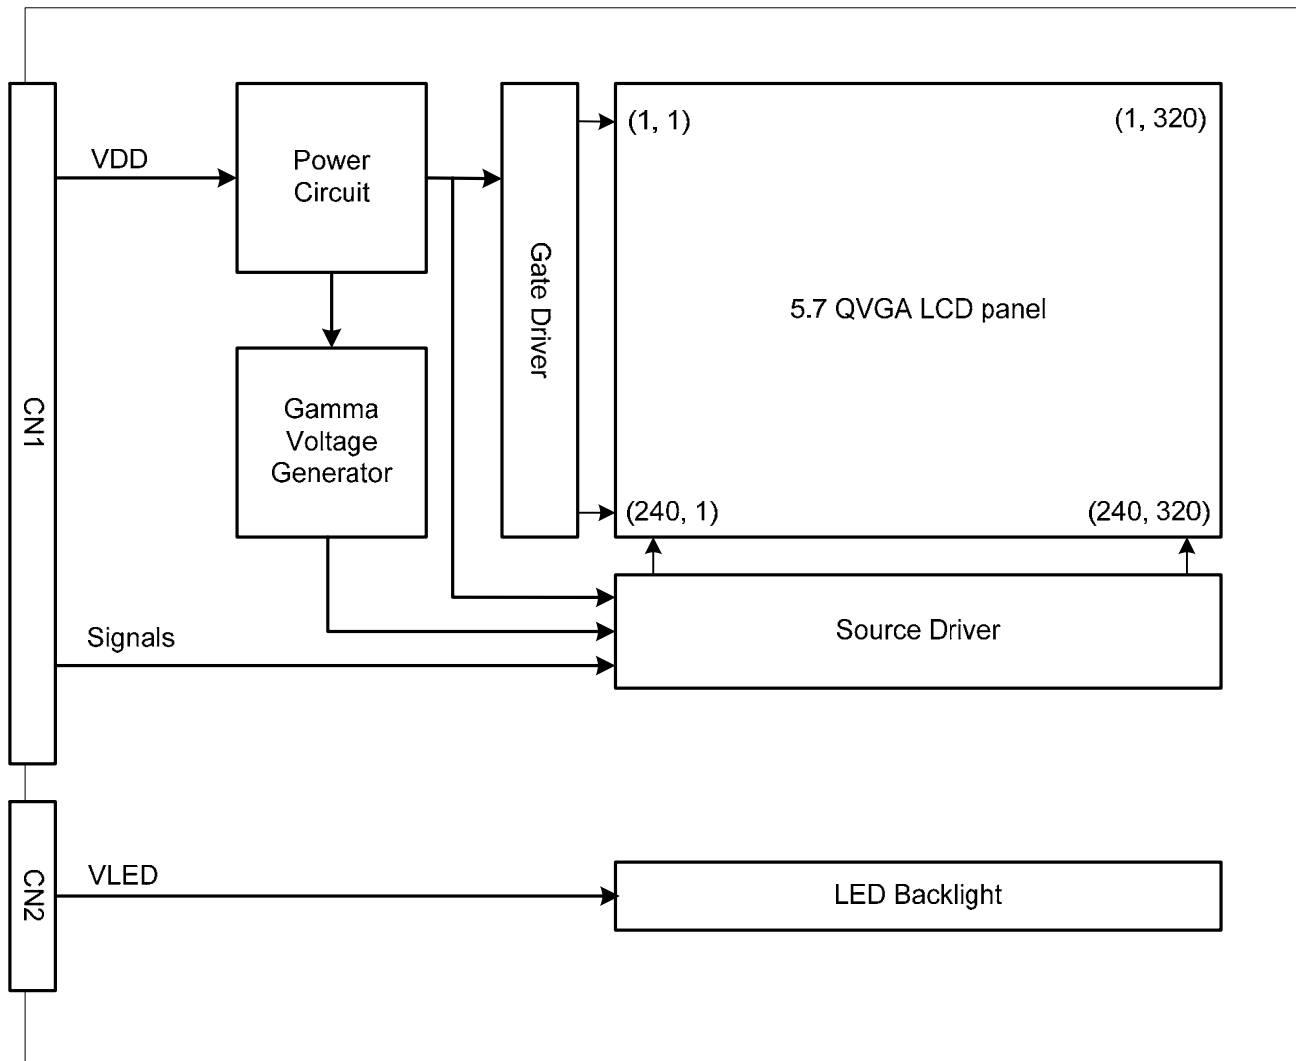 CN1
VDD
Power
Circuit
Gate Driver
(1, 1)
(1, 320)
5.7 QVGA LCD panel
Gamma
Voltage
Generator
(240, 1)
(240, 320)
Signals
Source Driver
CN2
VLED
LED Backlight